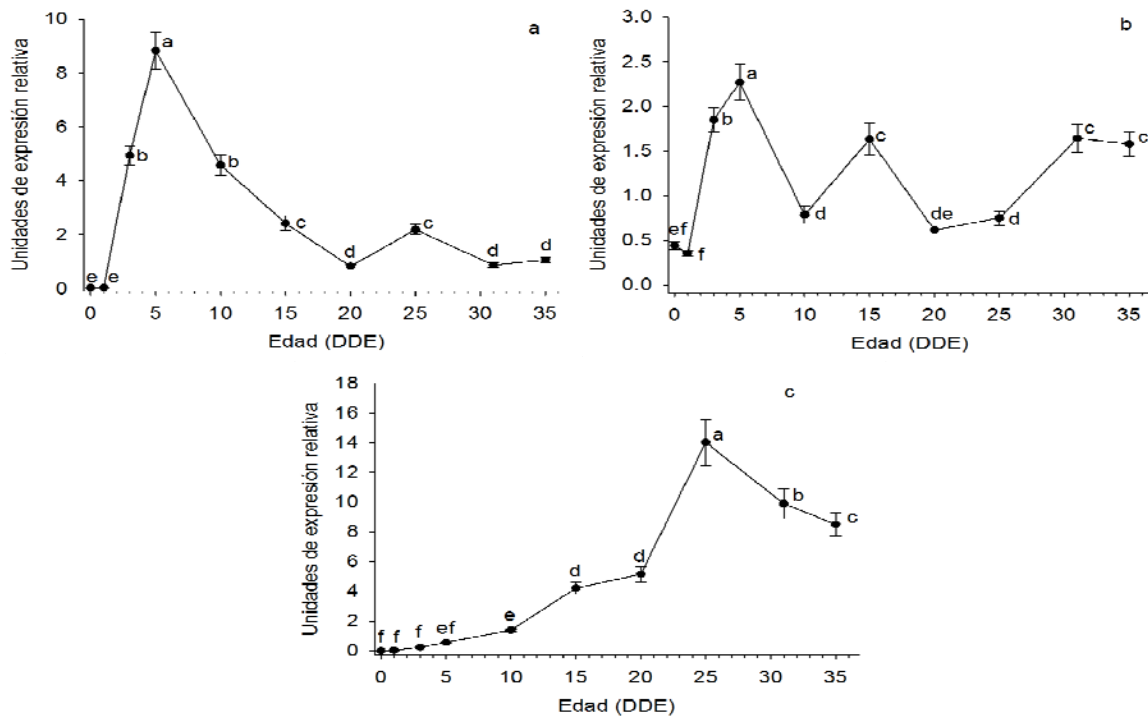 a
Unidades de expresión relativa
10
8
6
4
2
0
a
b
b
c
c
d
d
d
e e
0 5 10 15 20 25 30 35
Edad (DDE)
b
Unidades de expresión relativa
3.0
2.5
2.0
1.5
1.0
0.5
0.0
a
b
c
c
c
d
de
d
ef
f
0 5 10 15 20 25 30 35
Edad (DDE)
c
Unidades de expresión relativa
18
16
14
12
10
8
6
4
2
0
a
b
c
d
d
e
f f f ef
0 5 10 15 20 25 30 35
Edad (DDE)